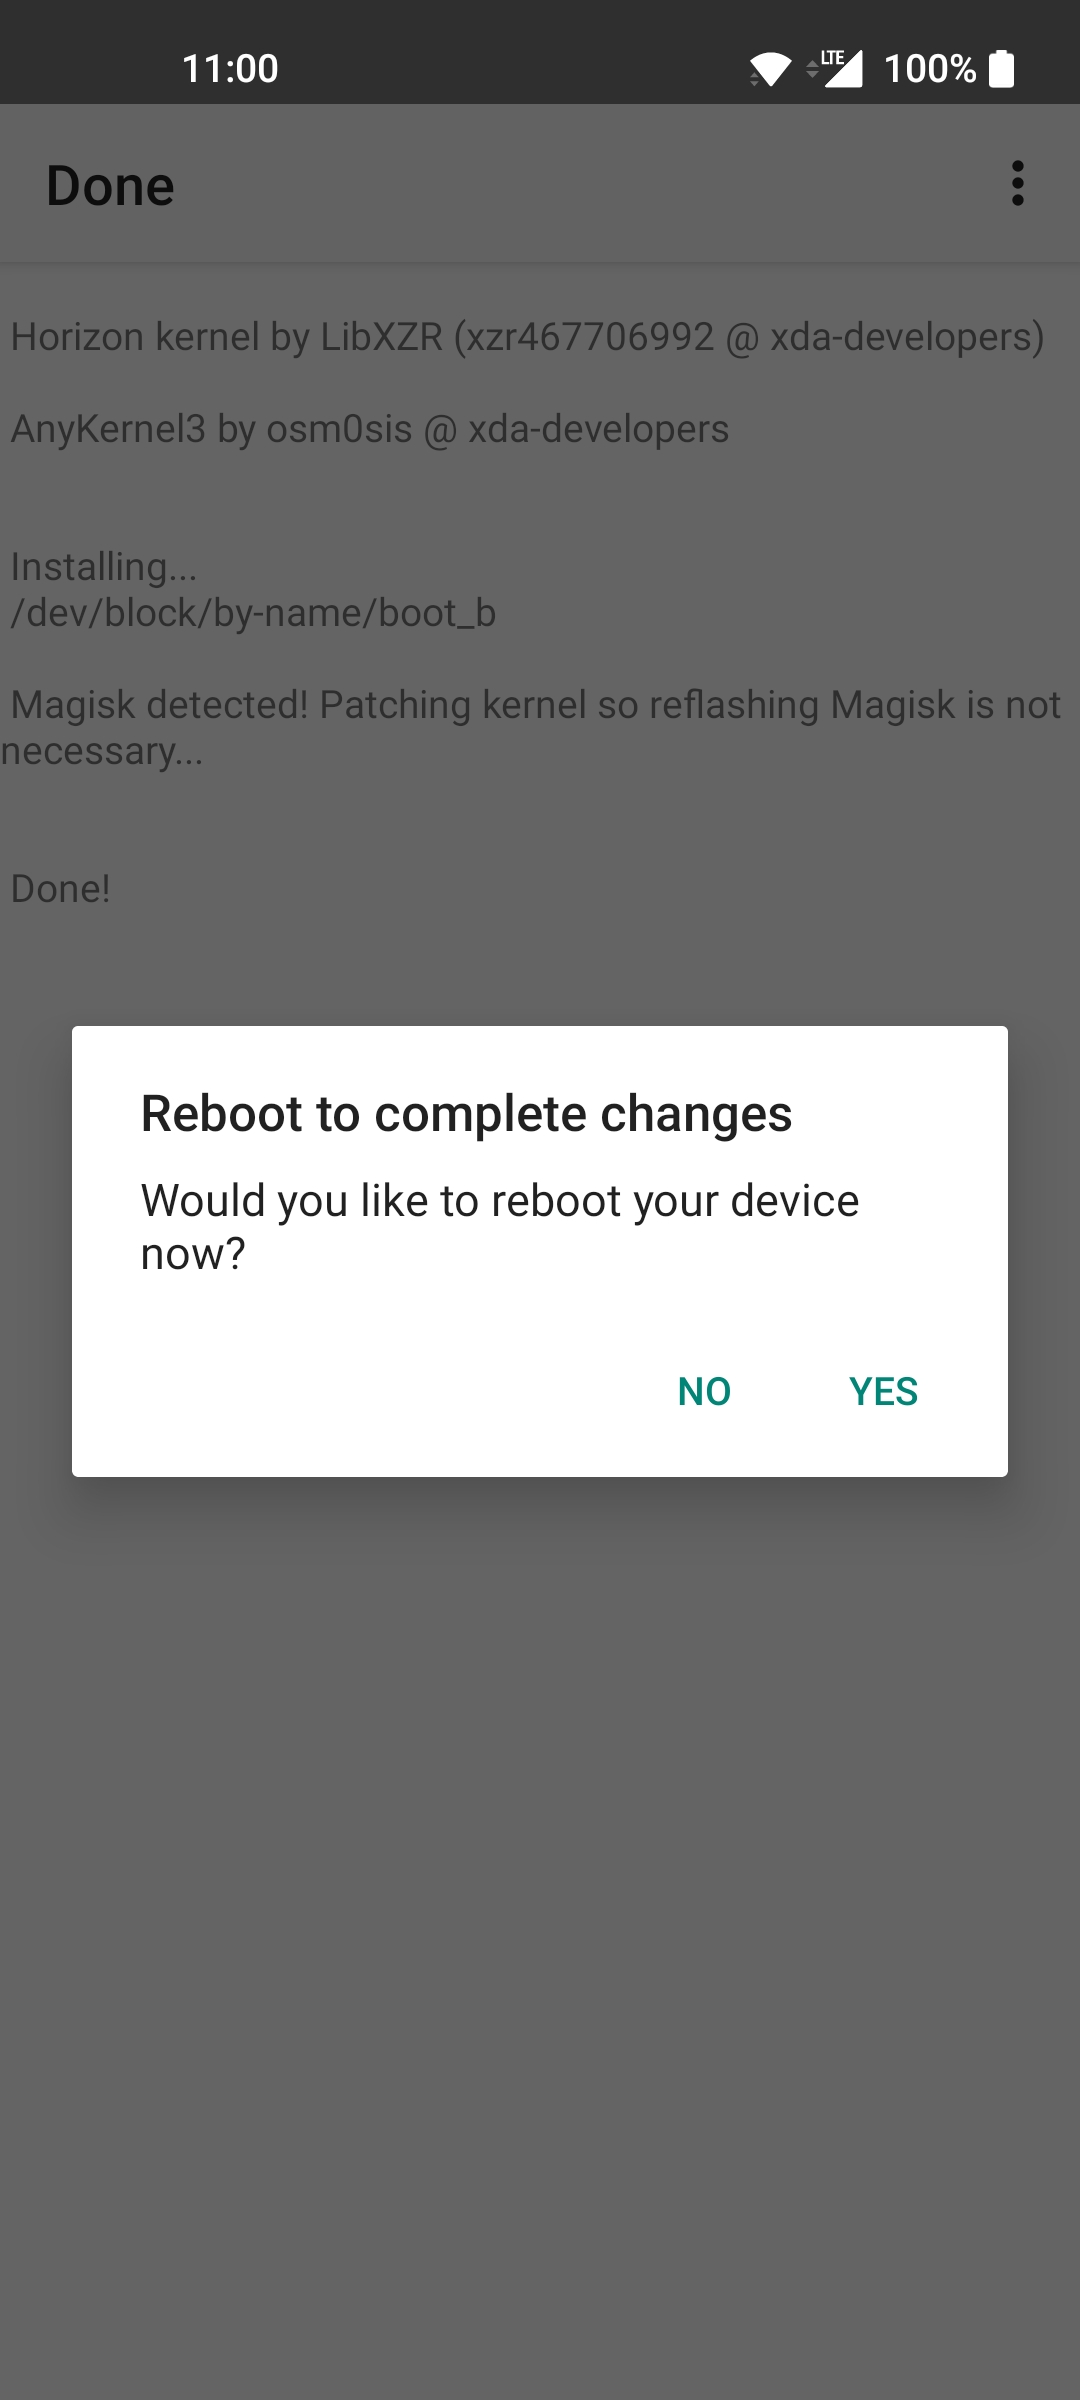 11:00
LTE
100%
Done
Horizon kernel by LibXZR (xzr467706992 @ xda-developers)
AnyKernel3 by osm0sis @ xda-developers
Installing...
/dev/block/by-name/boot_b
Magisk detected! Patching kernel so reflashing Magisk is not
necessary...
Done!
Reboot to complete changes
Would you like to reboot your device
now?
NO YES